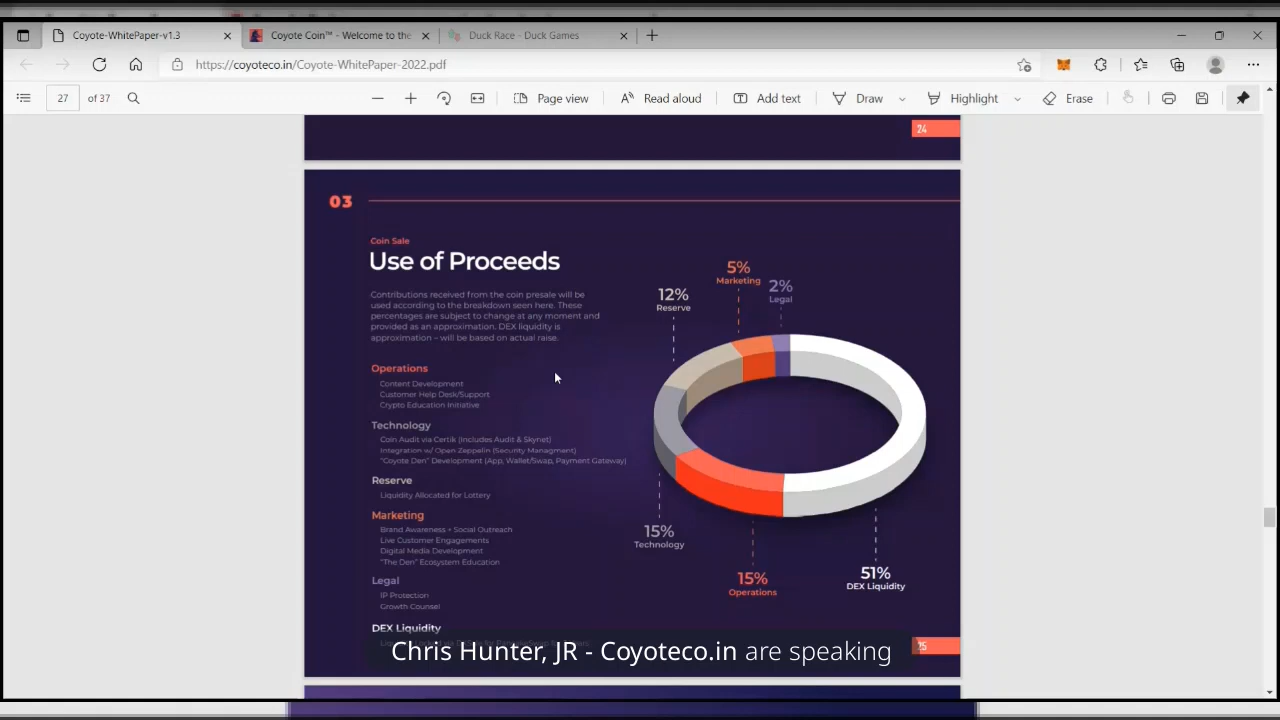 Coyote-WhitePaper-v1.3
Coyote Coin™ - Welcome to the
Duck Race - Duck Games
https://coyoteco.in/Coyote-WhitePaper-2022.pdf
27
of 37
Page view
Read aloud
Add text
Draw
Highlight
Erase
24
03
Coin Sale
Use of Proceeds
Contributions received from the coin presale will be
used according to the breakdown seen here. These
percentages are subject to change at any moment and
provided as an approximation. DEX liquidity is
approximation – will be based on actual raise.
Operations
Content Development
Customer Help Desk/Support
Crypto Education Initiative
Technology
Coin Audit via Certik (Includes Audit & Skynet)
Integration w/ Open Zeppelin (Security Managment)
"Coyote Den" Development (App, Wallet/Swap, Payment Gateway)
Reserve
Liquidity Allocated for Lottery
Marketing
Brand Awareness + Social Outreach
Live Customer Engagements
Digital Media Development
"The Den" Ecosystem Education
Legal
IP Protection
Growth Counsel
DEX Liquidity
12%
Reserve
5%
Marketing
2%
Legal
15%
Technology
15%
Operations
51%
DEX Liquidity
25
Chris Hunter, JR - Coyoteco.in are speaking